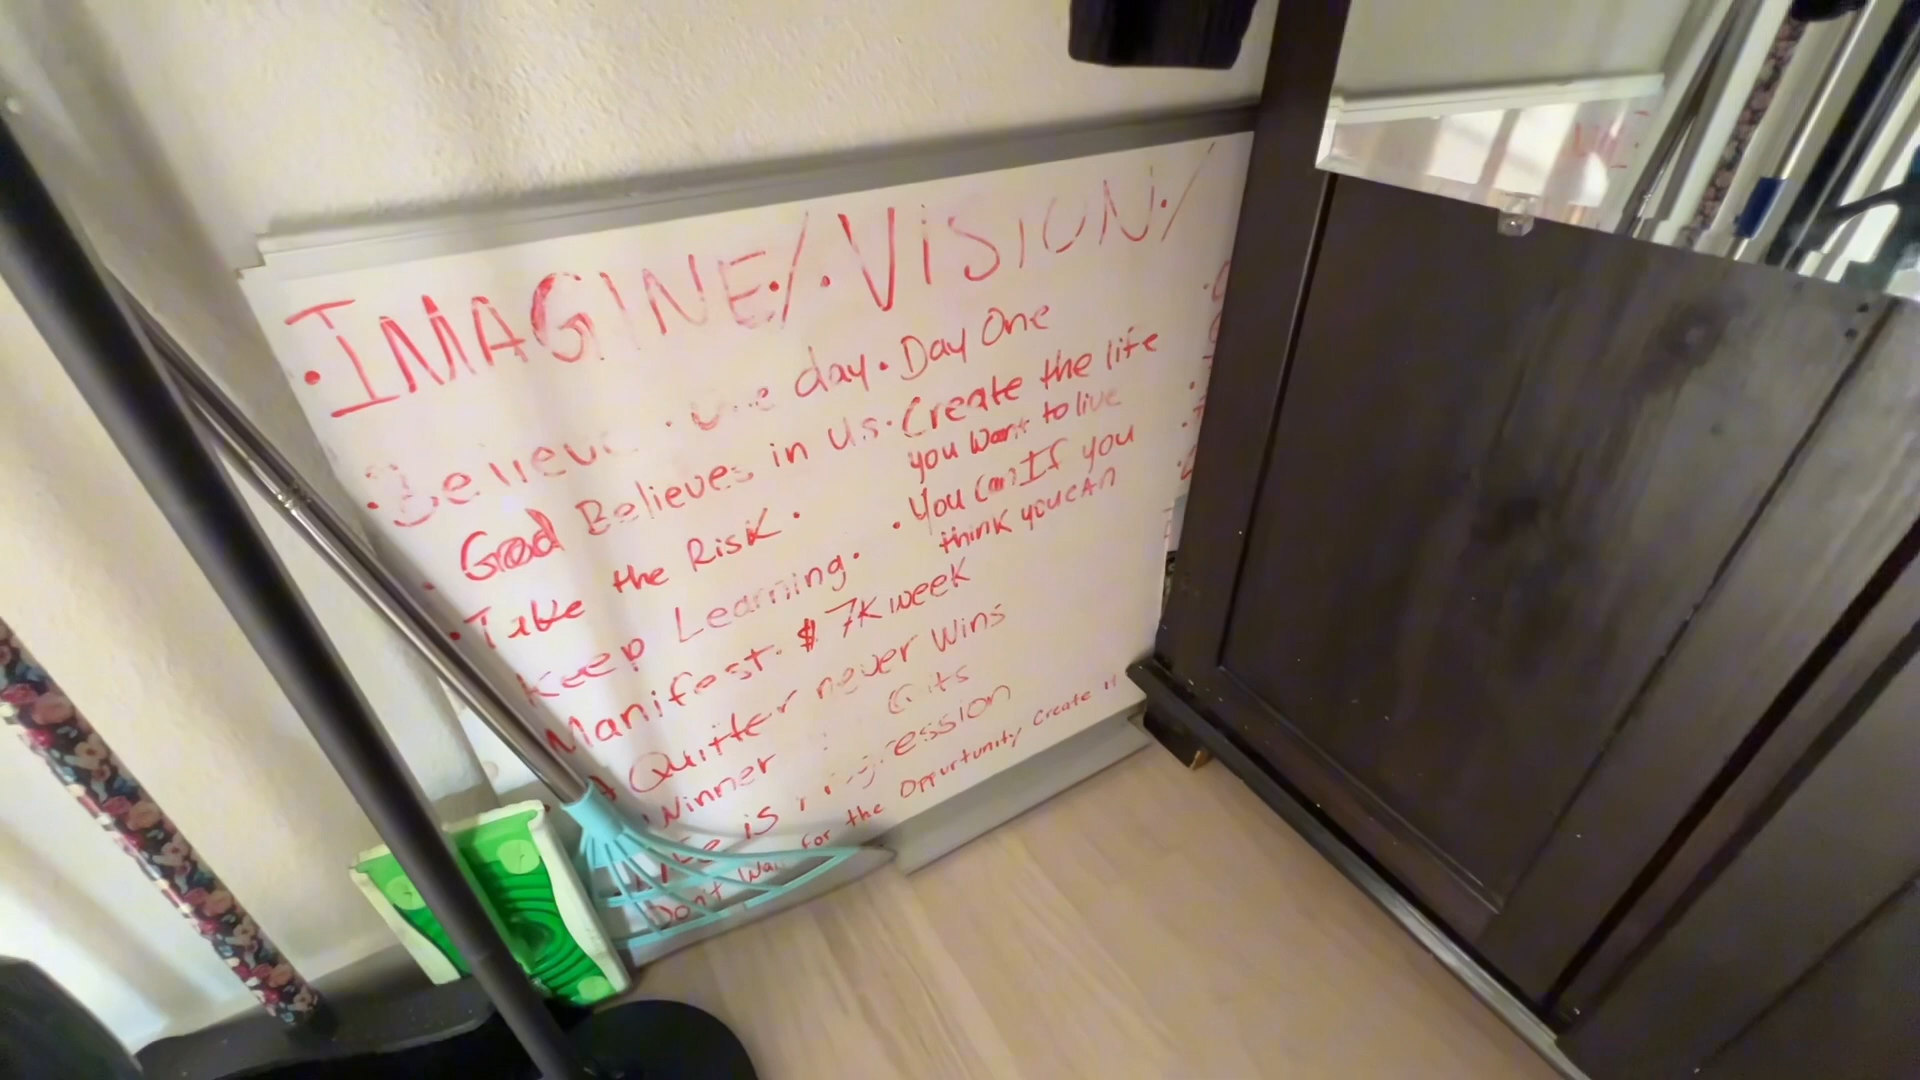 • IMAGINE./ • VISION./
• Believe • One day • Day One
• God Believes in Us • Create the life
you want to live
• Take the Risk • • You Can If you
think you cAn
Keep Learning •
Manifest • $ 7K week
A Quitter never Wins
Winner
is
Don't Wait for the Oppurtunity Create It